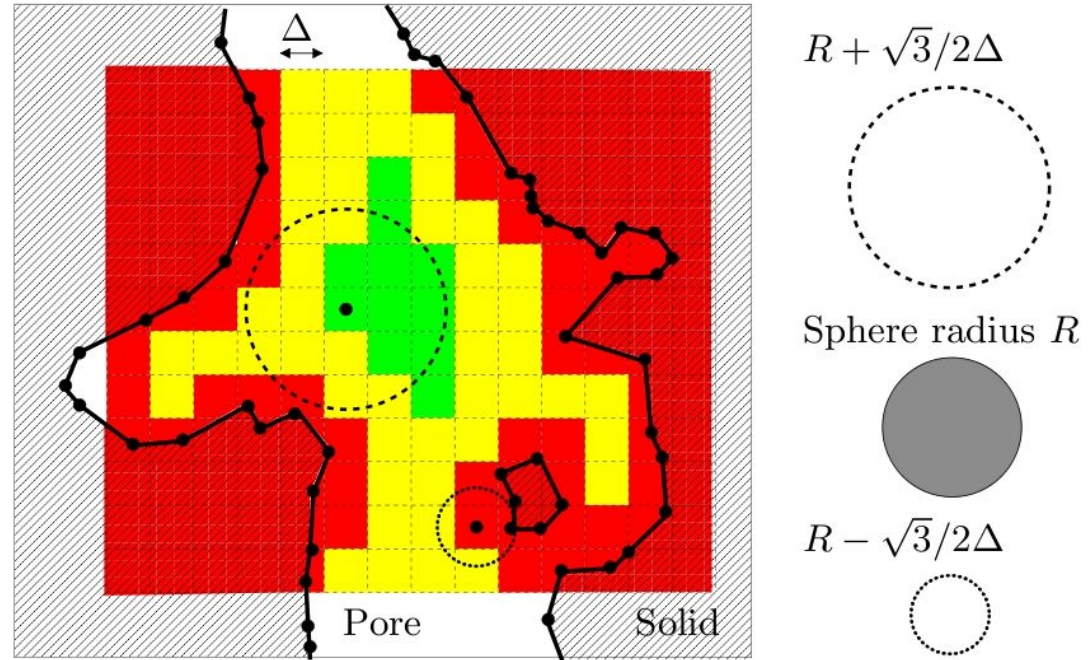 Δ
R + √3/2Δ
Sphere radius R
R − √3/2Δ
Pore
Solid